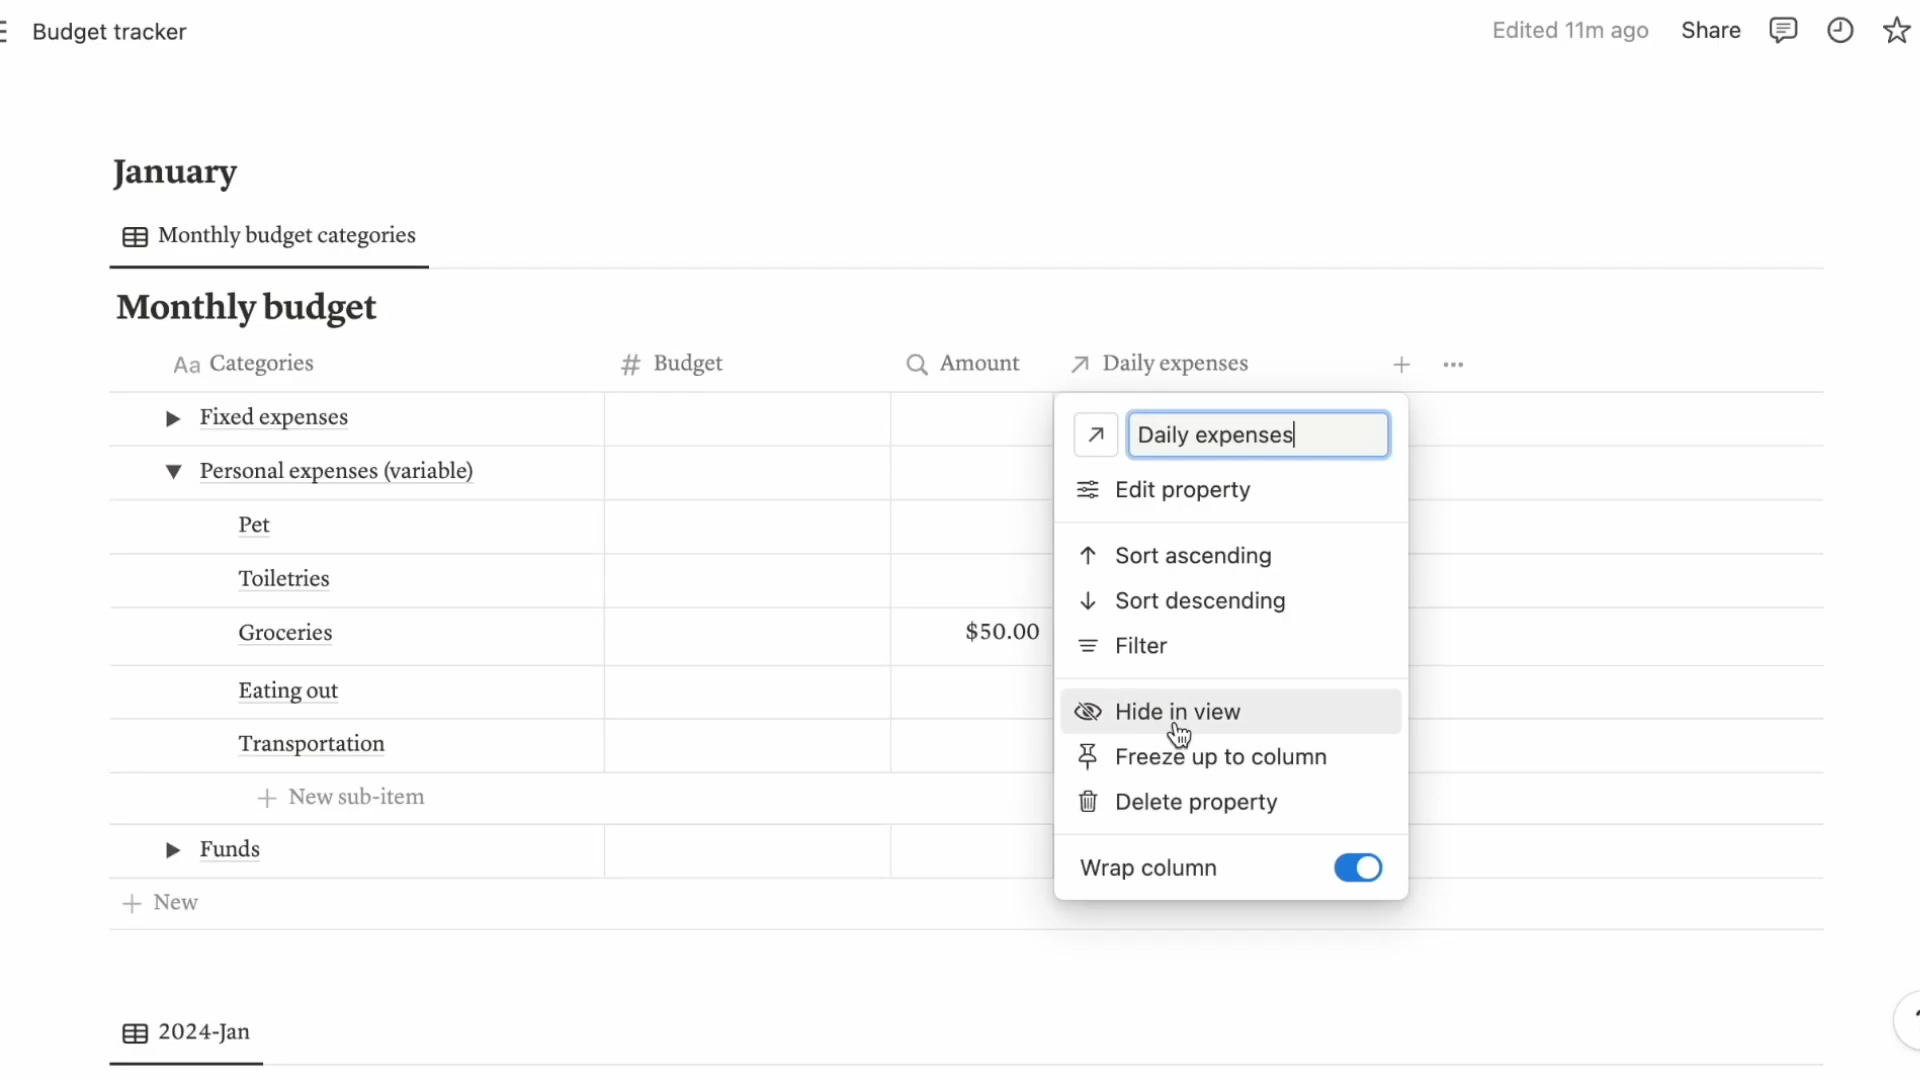 Budget tracker
Edited 11m ago Share
January
Monthly budget categories
Monthly budget
Aa Categories # Budget Amount Daily expenses + •••
Daily expenses
Fixed expenses
Personal expenses (variable)
Edit property
Pet
Sort ascending
Toiletries
Sort descending
Groceries $50.00
Filter
Eating out
Hide in view
Transportation
Freeze up to column
+ New sub-item
Delete property
Funds
Wrap column
+ New
2024-Jan